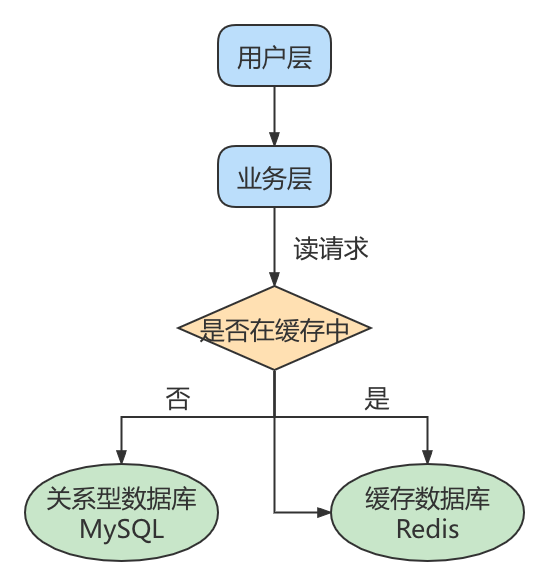 用户层
业务层
读请求
是否在缓存中
否
是
关系型数据库
MySQL
缓存数据库
Redis